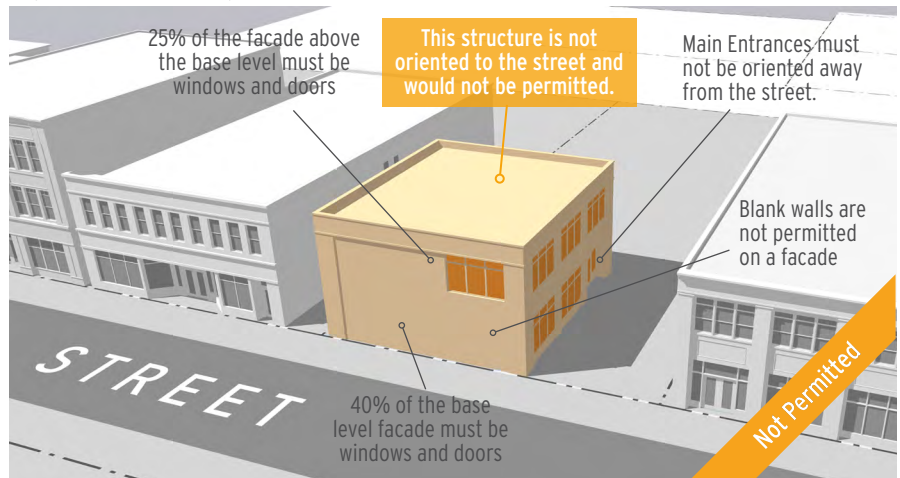 25% of the facade above
the base level must be
windows and doors
This structure is not
oriented to the street and
would not be permitted.
Main Entrances must
not be oriented away
from the street.
Blank walls are
not permitted
on a facade
STREET
40% of the base
level facade must be
windows and doors
Not Permitted